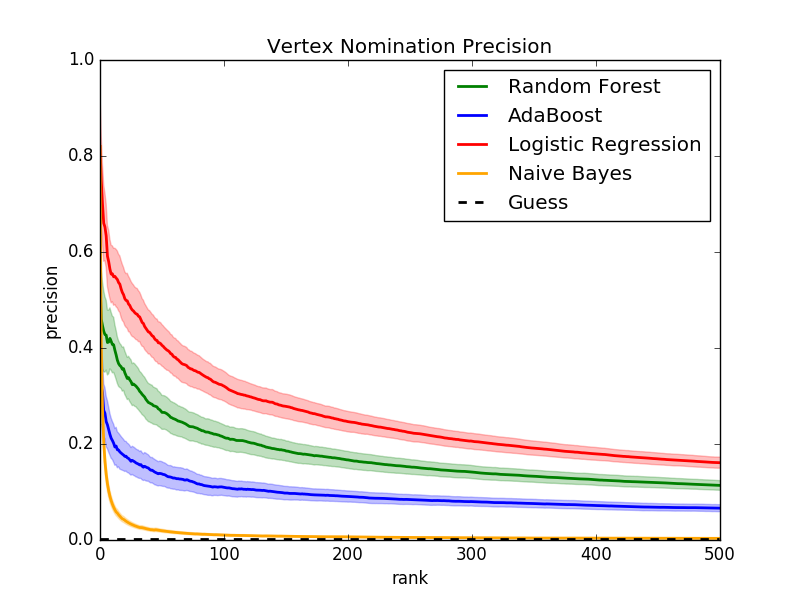 Vertex Nomination Precision
1.0
0.8
0.6
0.4
0.2
0.0
precision
Random Forest
AdaBoost
Logistic Regression
Naive Bayes
Guess
0 100 200 300 400 500
rank